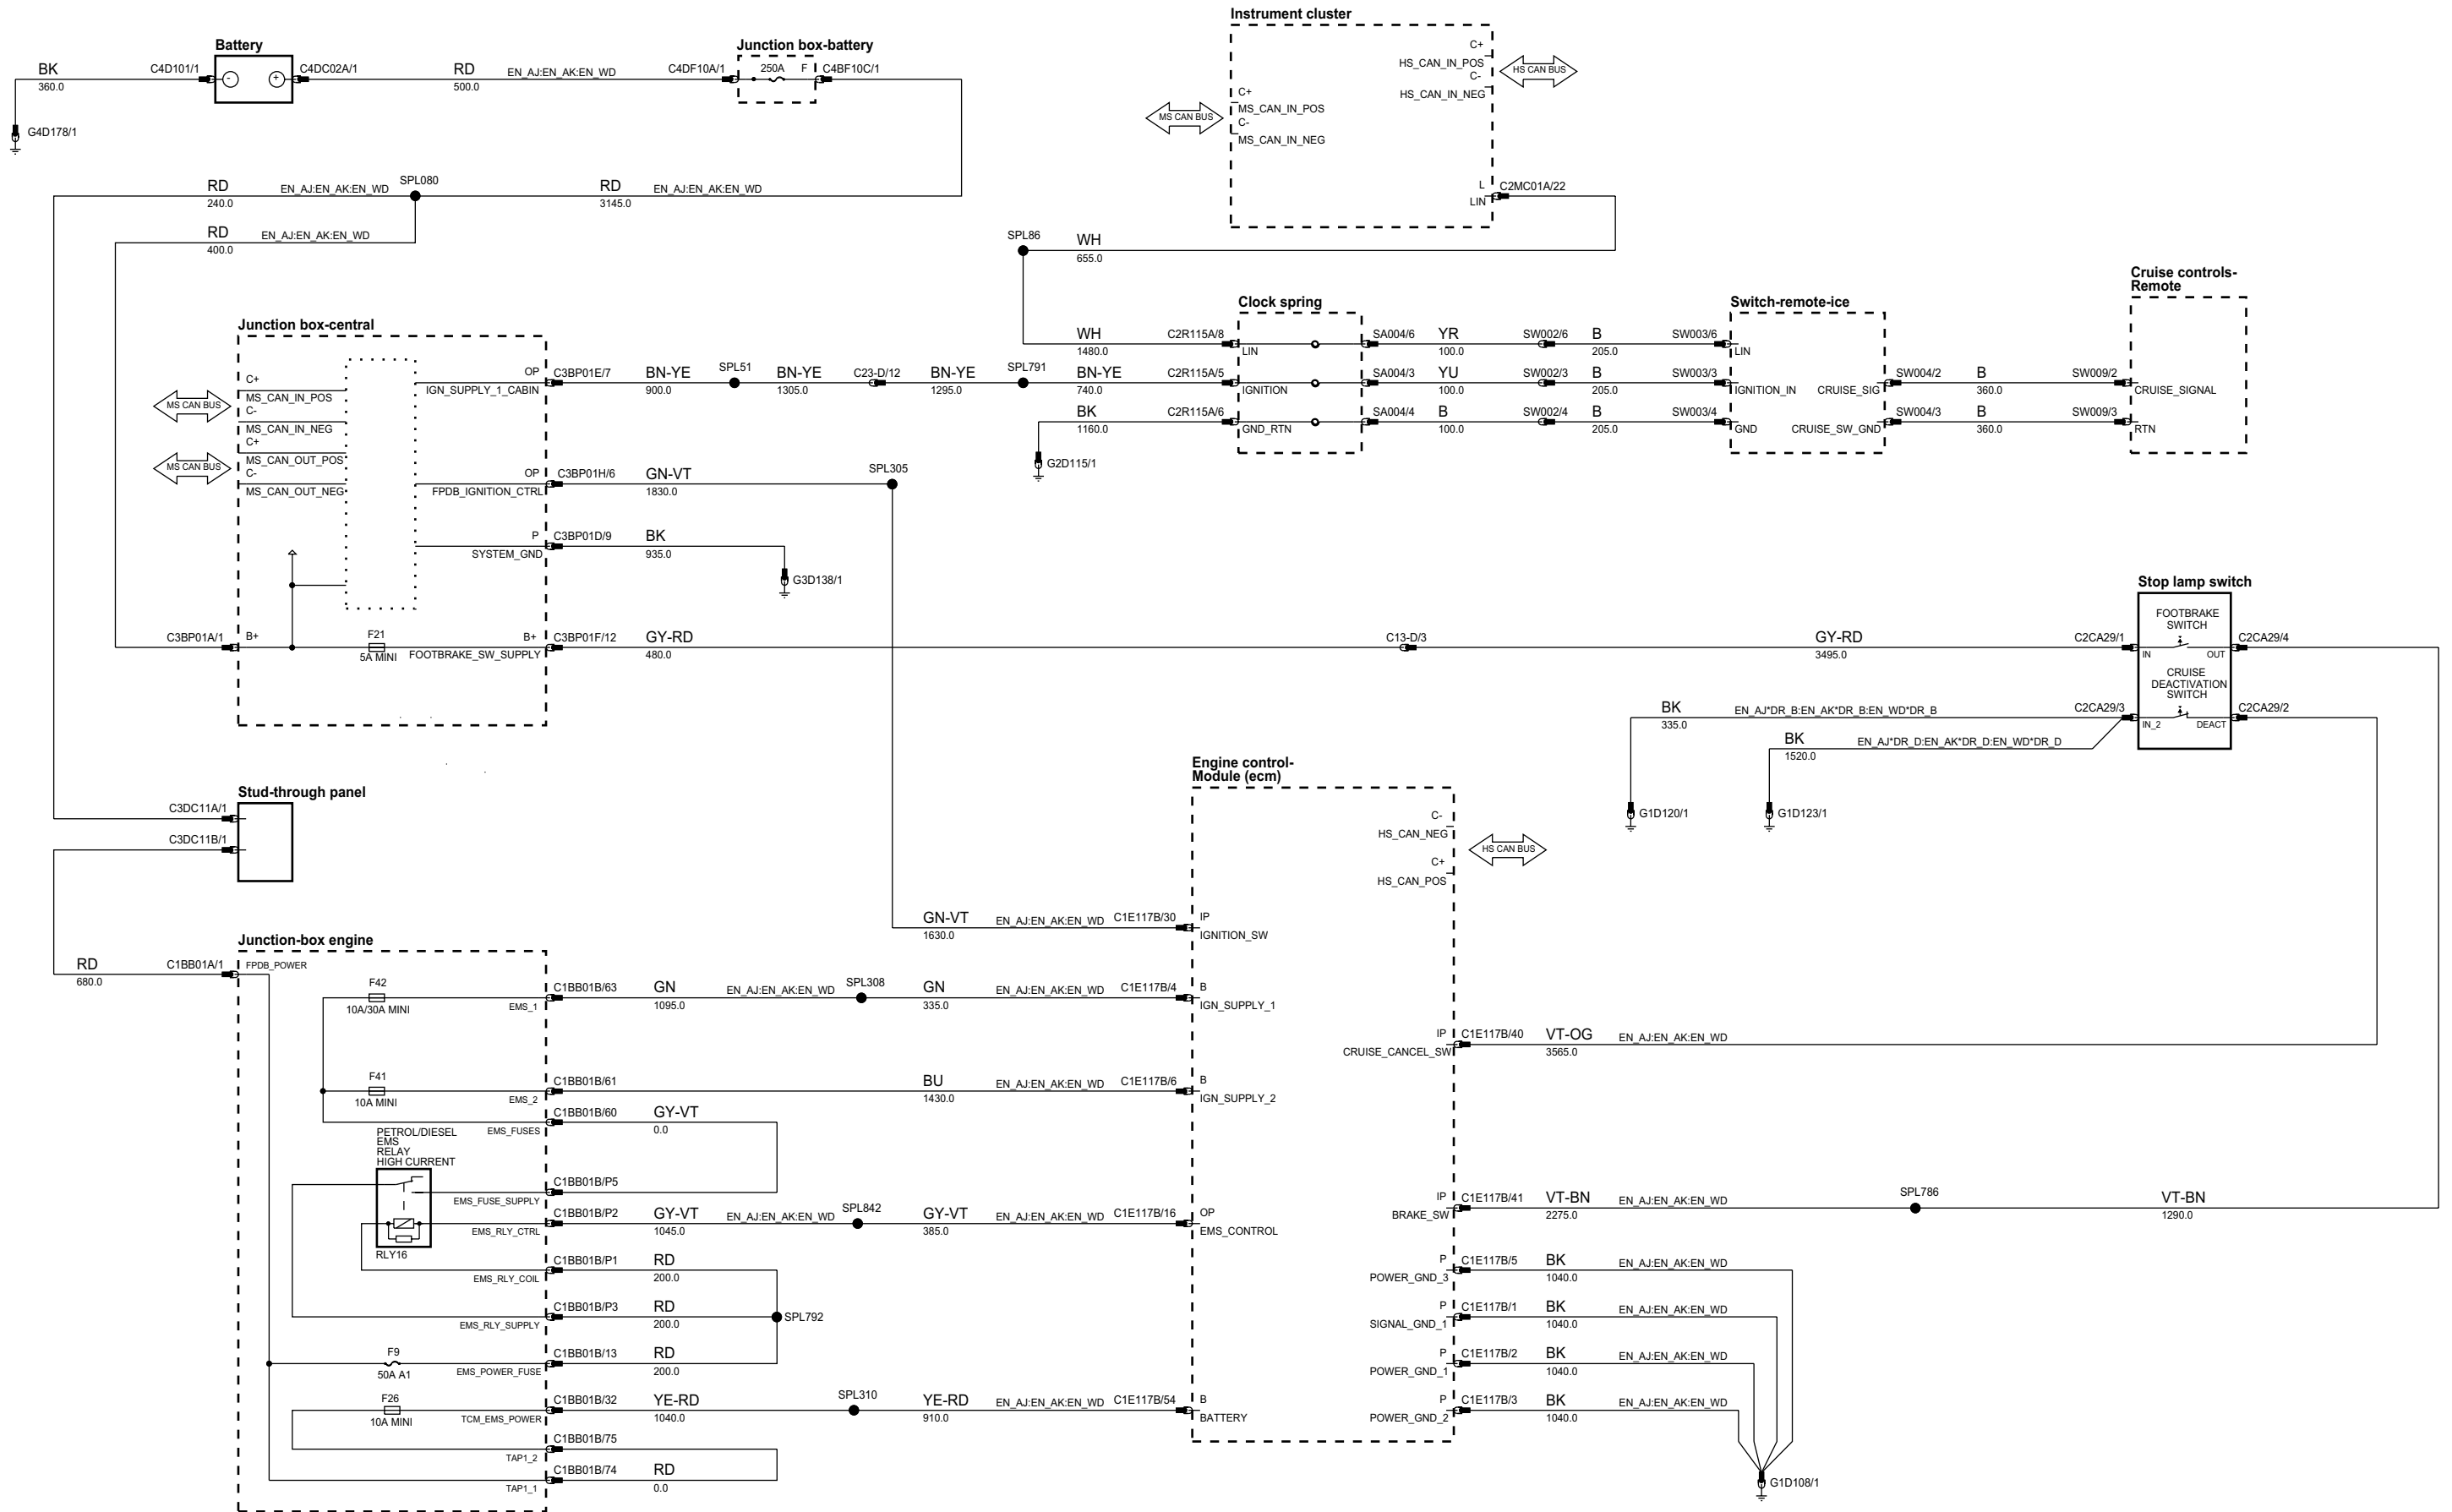 Instrument cluster
C+
HS_CAN_IN_POS
C-
HS_CAN_IN_NEG
HS CAN BUS
C+
MS_CAN_IN_POS
C-
MS_CAN_IN_NEG
MS CAN BUS
L
LIN
C2MC01A/22
Battery
BK
360.0
C4D101/1
-
+
C4DC02A/1
RD
500.0
EN_AJ:EN_AK:EN_WD
C4DF10A/1
Junction box-battery
250A
F
C4BF10C/1
G4D178/1
RD
240.0
EN_AJ:EN_AK:EN_WD
SPL080
RD
3145.0
EN_AJ:EN_AK:EN_WD
RD
400.0
EN_AJ:EN_AK:EN_WD
SPL86
WH
655.0
Junction box-central
C+
MS_CAN_IN_POS
C-
MS_CAN_IN_NEG
C+
MS_CAN_OUT_POS
C-
MS_CAN_OUT_NEG
MS CAN BUS
MS CAN BUS
OP
IGN_SUPPLY_1_CABIN
C3BP01E/7
BN-YE
900.0
SPL51
BN-YE
1305.0
C23-D/12
BN-YE
1295.0
SPL791
BN-YE
740.0
C2R115A/5
WH
1480.0
C2R115A/8
BK
1160.0
C2R115A/6
G2D115/1
Clock spring
LIN
IGNITION
GND_RTN
SA004/6
YR
100.0
SW002/6
B
205.0
SW003/6
SA004/3
YU
100.0
SW002/3
B
205.0
SW003/3
SA004/4
B
100.0
SW002/4
B
205.0
SW003/4
Switch-remote-ice
LIN
IGNITION_IN
CRUISE_SIG
GND
CRUISE_SW_GND
SW004/2
B
360.0
SW009/2
SW004/3
B
360.0
SW009/3
Cruise controls-
Remote
CRUISE_SIGNAL
RTN
OP
FPDB_IGNITION_CTRL
C3BP01H/6
GN-VT
1830.0
SPL305
P
SYSTEM_GND
C3BP01D/9
BK
935.0
G3D138/1
C3BP01A/1
B+
F21
5A MINI
B+
FOOTBRAKE_SW_SUPPLY
C3BP01F/12
GY-RD
480.0
C13-D/3
GY-RD
3495.0
Stop lamp switch
FOOTBRAKE
SWITCH
C2CA29/1
IN
OUT
C2CA29/4
CRUISE
DEACTIVATION
SWITCH
C2CA29/3
IN_2
DEACT
C2CA29/2
BK
335.0
EN_AJ*DR_B:EN_AK*DR_B:EN_WD*DR_B
BK
1520.0
EN_AJ*DR_D:EN_AK*DR_D:EN_WD*DR_D
G1D120/1
G1D123/1
Stud-through panel
C3DC11A/1
C3DC11B/1
Engine control-
Module (ecm)
C-
HS_CAN_NEG
C+
HS_CAN_POS
HS CAN BUS
GN-VT
1630.0
EN_AJ:EN_AK:EN_WD
C1E117B/30
IP
IGNITION_SW
Junction-box engine
RD
680.0
C1BB01A/1
FPDB_POWER
F42
10A/30A MINI
EMS_1
C1BB01B/63
GN
1095.0
EN_AJ:EN_AK:EN_WD
SPL308
GN
335.0
EN_AJ:EN_AK:EN_WD
C1E117B/4
B
IGN_SUPPLY_1
IP
CRUISE_CANCEL_SW
C1E117B/40
VT-OG
3565.0
EN_AJ:EN_AK:EN_WD
F41
10A MINI
EMS_2
C1BB01B/61
BU
1430.0
EN_AJ:EN_AK:EN_WD
C1E117B/6
B
IGN_SUPPLY_2
EMS_FUSES
C1BB01B/60
GY-VT
0.0
PETROL/DIESEL
EMS
RELAY
HIGH CURRENT
RLY16
EMS_FUSE_SUPPLY
C1BB01B/P5
EMS_RLY_CTRL
C1BB01B/P2
GY-VT
1045.0
EN_AJ:EN_AK:EN_WD
SPL842
GY-VT
385.0
EN_AJ:EN_AK:EN_WD
C1E117B/16
OP
EMS_CONTROL
IP
BRAKE_SW
C1E117B/41
VT-BN
2275.0
EN_AJ:EN_AK:EN_WD
SPL786
VT-BN
1290.0
EMS_RLY_COIL
C1BB01B/P1
RD
200.0
P
POWER_GND_3
C1E117B/5
BK
1040.0
EN_AJ:EN_AK:EN_WD
EMS_RLY_SUPPLY
C1BB01B/P3
RD
200.0
SPL792
P
SIGNAL_GND_1
C1E117B/1
BK
1040.0
EN_AJ:EN_AK:EN_WD
F9
50A A1
EMS_POWER_FUSE
C1BB01B/13
RD
200.0
P
POWER_GND_1
C1E117B/2
BK
1040.0
EN_AJ:EN_AK:EN_WD
F26
10A MINI
TCM_EMS_POWER
C1BB01B/32
YE-RD
1040.0
SPL310
YE-RD
910.0
EN_AJ:EN_AK:EN_WD
C1E117B/54
B
BATTERY
P
POWER_GND_2
C1E117B/3
BK
1040.0
EN_AJ:EN_AK:EN_WD
TAP1_2
C1BB01B/75
TAP1_1
C1BB01B/74
RD
0.0
G1D108/1